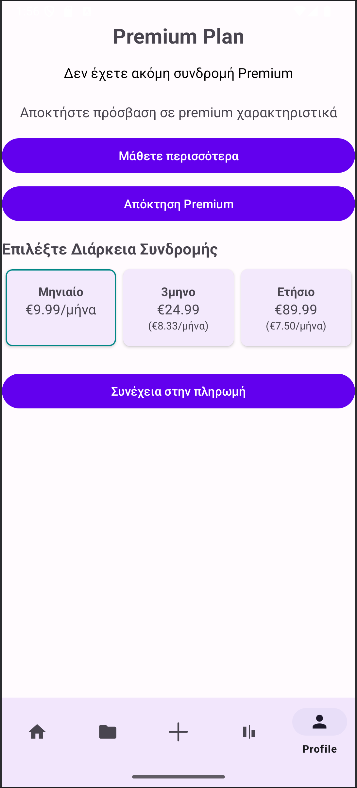 Premium Plan
Δεν έχετε ακόμη συνδρομή Premium
Αποκτήστε πρόσβαση σε premium χαρακτηριστικά
Μάθετε περισσότερα
Απόκτηση Premium
Επιλέξτε Διάρκεια Συνδρομής
Μηνιαίο
€9.99/μήνα
3μηνο
€24.99
(€8.33/μήνα)
Ετήσιο
€89.99
(€7.50/μήνα)
Συνέχεια στην πληρωμή
Profile